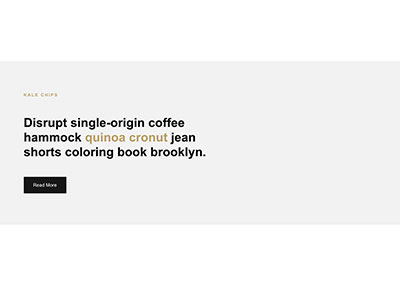 KALE CHIPS
Disrupt single-origin coffee
hammock quinoa cronut jean
shorts coloring book brooklyn.
Read More